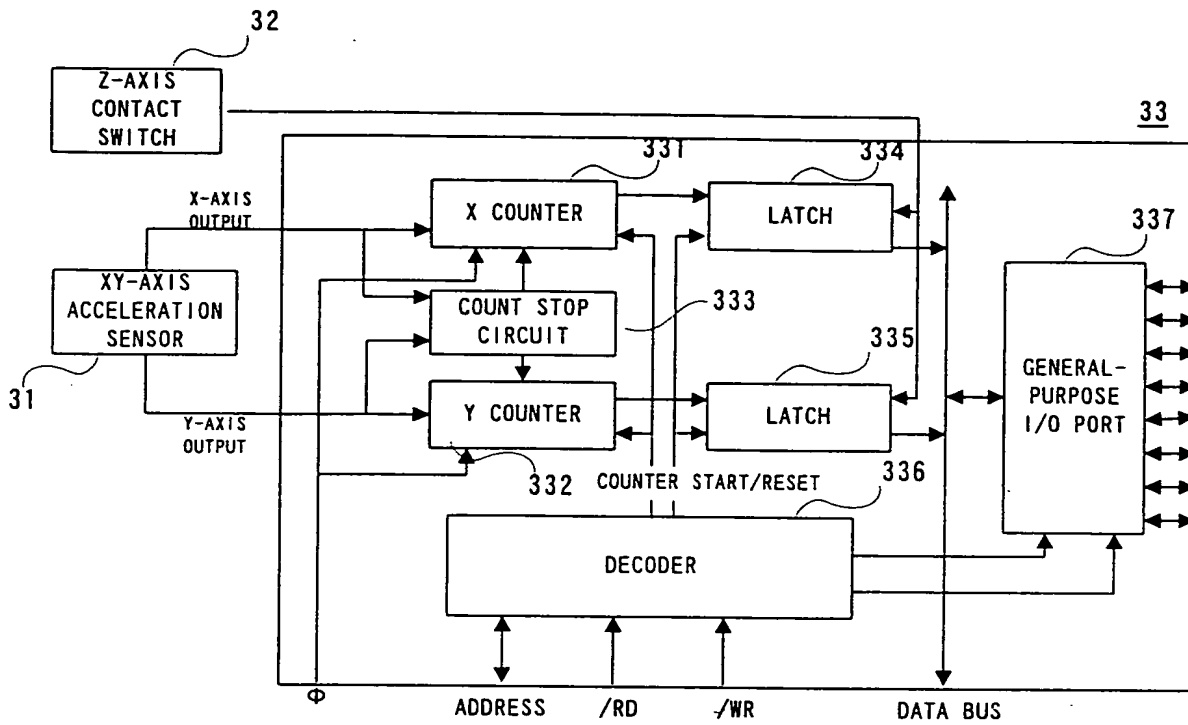 32
Z-AXIS
CONTACT
SWITCH
33
331
334
X-AXIS
OUTPUT
X COUNTER
LATCH
337
XY-AXIS
ACCELERATION
SENSOR
COUNT STOP
CIRCUIT
333
335
31
GENERAL-
PURPOSE
I/O PORT
Y-AXIS
OUTPUT
Y COUNTER
LATCH
332
COUNTER START/RESET
336
DECODER
Φ
ADDRESS
/RD
/WR
DATA BUS